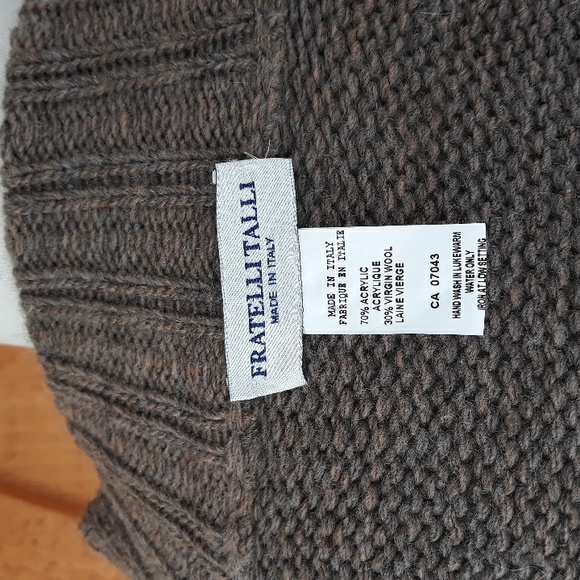 FRATELLI TALLI
MADE IN ITALY
MADE IN ITALY
FABRIQUE EN ITALIE
70% ACRYLIC
ACRYLIQUE
30% VIRGIN WOOL
LAINE VIERGE
CA 07043
HAND WASH IN LUKEWARM
WATER ONLY
IRON AT LOW SETTING